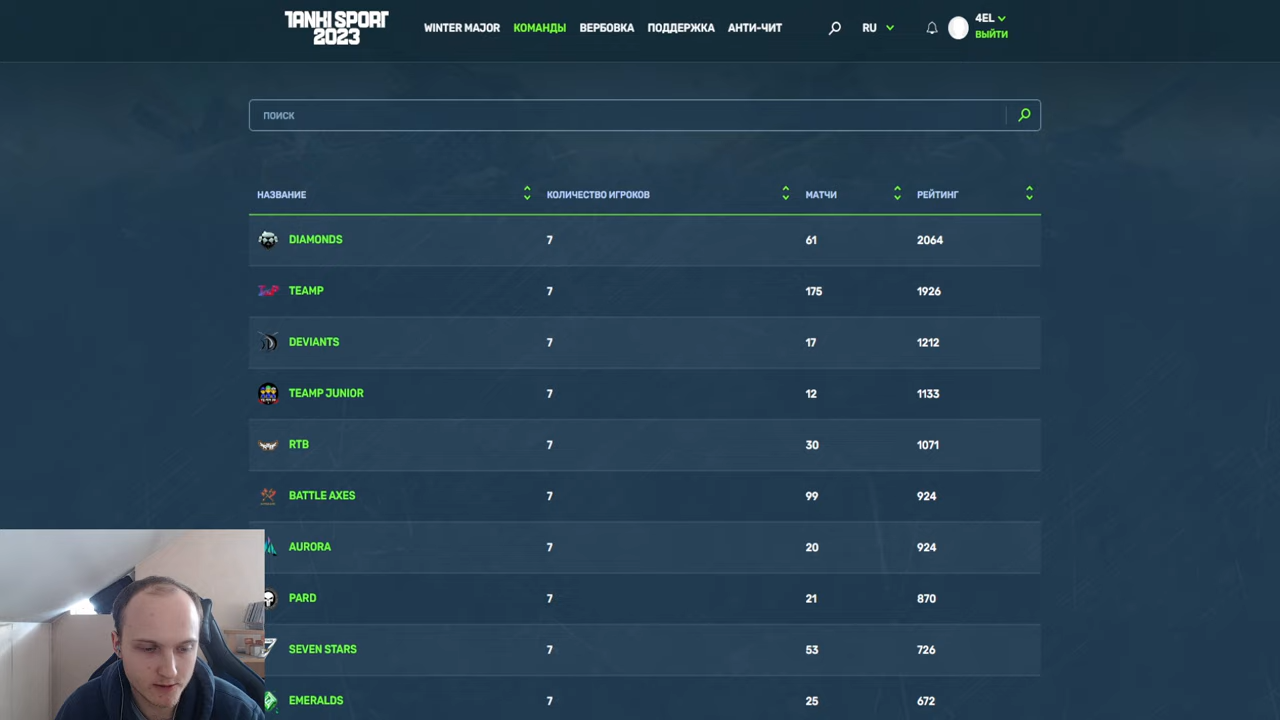 TANKI SPORT
2023
WINTER MAJOR КОМАНДЫ ВЕРБОВКА ПОДДЕРЖКА АНТИ-ЧИТ RU 4EL
ВЫЙТИ
ПОИСК
НАЗВАНИЕ КОЛИЧЕСТВО ИГРОКОВ МАТЧИ РЕЙТИНГ
DIAMONDS 7 61 2064
TEAMP 7 175 1926
DEVIANTS 7 17 1212
TEAMP JUNIOR 7 12 1133
RTB 7 30 1071
BATTLE AXES 7 99 924
AURORA 7 20 924
PARD 7 21 870
SEVEN STARS 7 53 726
EMERALDS 7 25 672